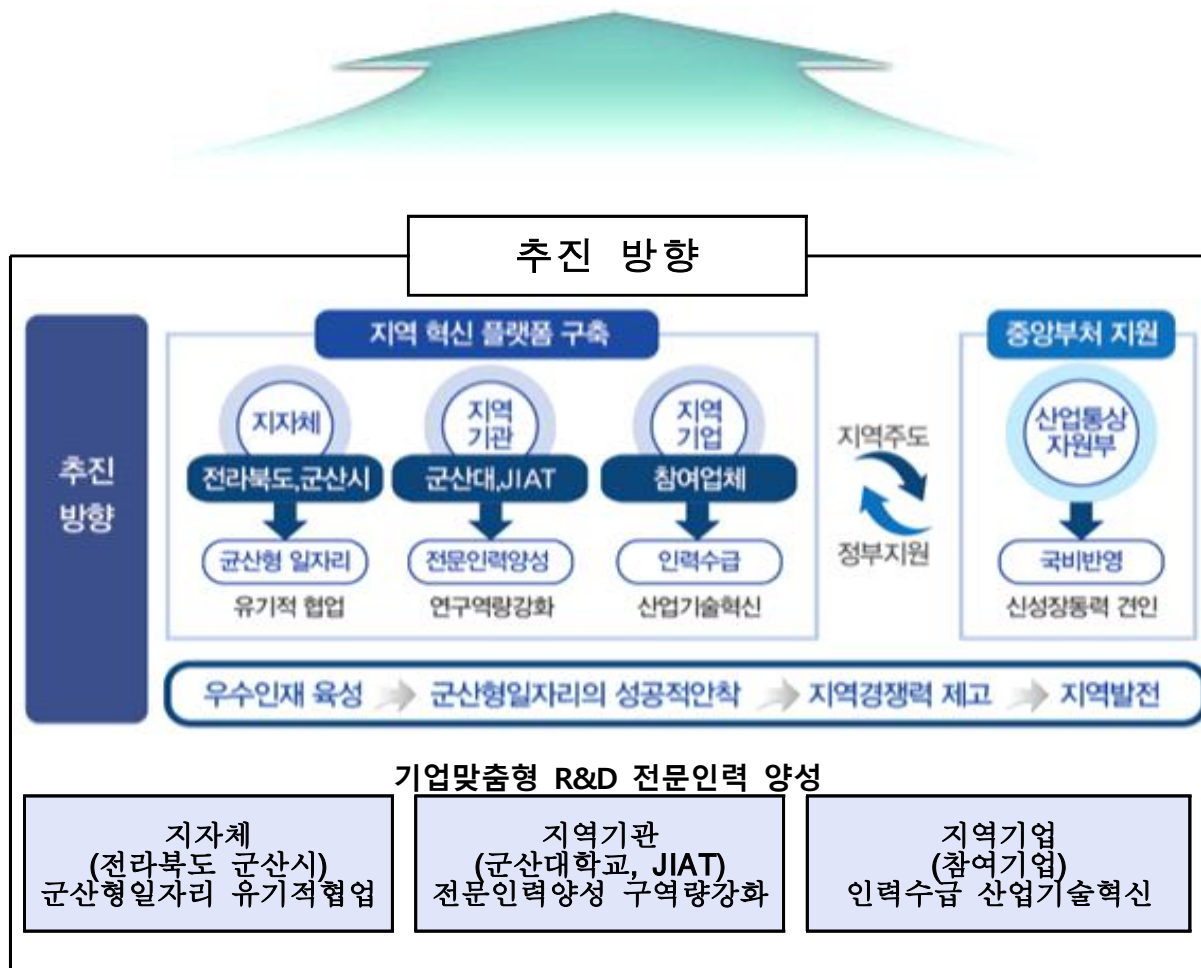 추진 방향
추진
방향
지역 혁신 플랫폼 구축
지자체
전라북도,군산시
균산형 일자리
유기적 협업
지역
기관
군산대,JIAT
전문인력양성
연구역량강화
지역
기업
참여업체
인력수급
산업기술혁신
지역주도
정부지원
중앙부처 지원
산업통상
자원부
국비반영
신성장동력 견인
우수인재 육성 군산형일자리의 성공적안착 지역경쟁력 제고 지역발전
기업맞춤형 R&D 전문인력 양성
지자체
(전라북도 군산시)
군산형일자리 유기적협업
지역기관
(군산대학교, JIAT)
전문인력양성 구역량강화
지역기업
(참여기업)
인력수급 산업기술혁신